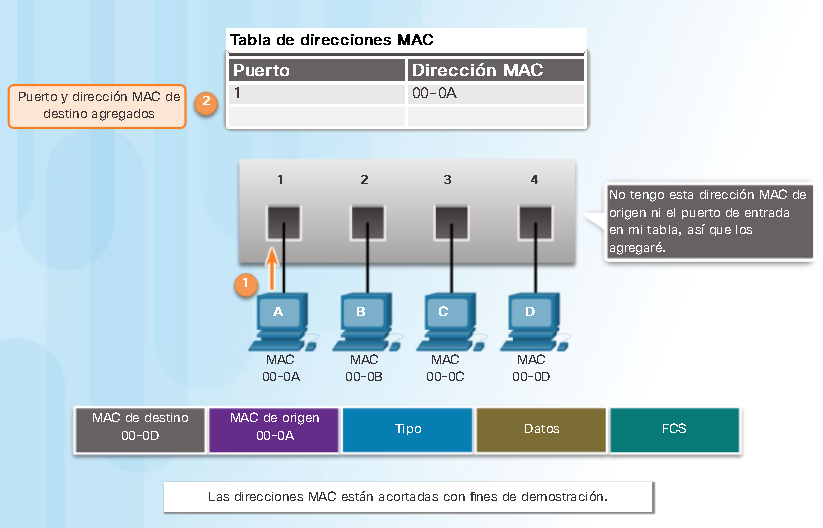 Tabla de direcciones MAC
Puerto Dirección MAC
1 00-0A
Puerto y dirección MAC de
destino agregados
2
1 2 3 4
No tengo esta dirección MAC de
origen ni el puerto de entrada
en mi tabla, así que los
agregaré.
1
A B C D
MAC MAC MAC MAC
00-0A 00-0B 00-0C 00-0D
MAC de destino MAC de origen Tipo Datos FCS
00-0D 00-0A
Las direcciones MAC están acortadas con fines de demostración.